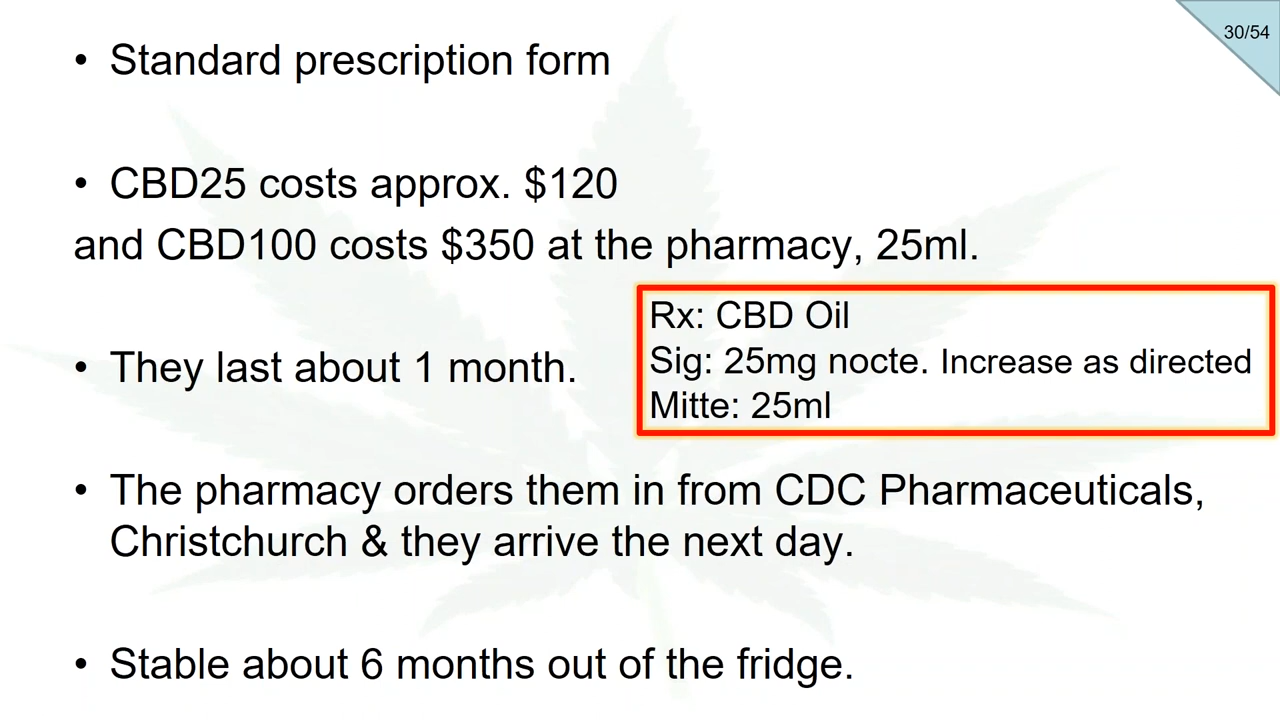 30/54
• Standard prescription form
• CBD25 costs approx. $120
and CBD100 costs $350 at the pharmacy, 25ml.
Rx: CBD Oil
Sig: 25mg nocte. Increase as directed
Mitte: 25ml
• They last about 1 month.
• The pharmacy orders them in from CDC Pharmaceuticals,
Christchurch & they arrive the next day.
• Stable about 6 months out of the fridge.